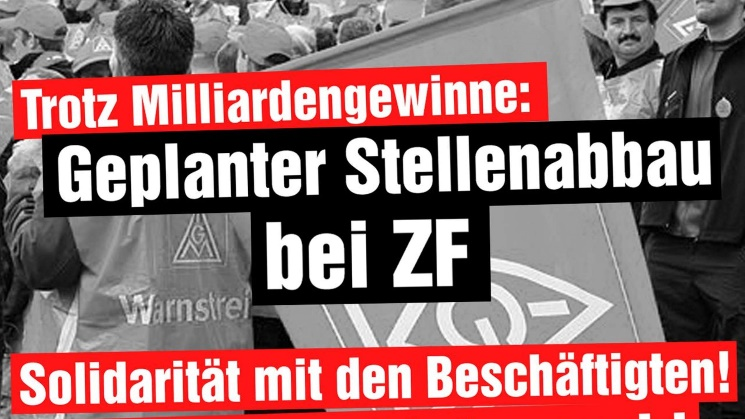 Trotz Milliardengewinne:
Geplanter Stellenabbau
bei ZF
Warnstrei
Solidarität mit den Beschäftigten!